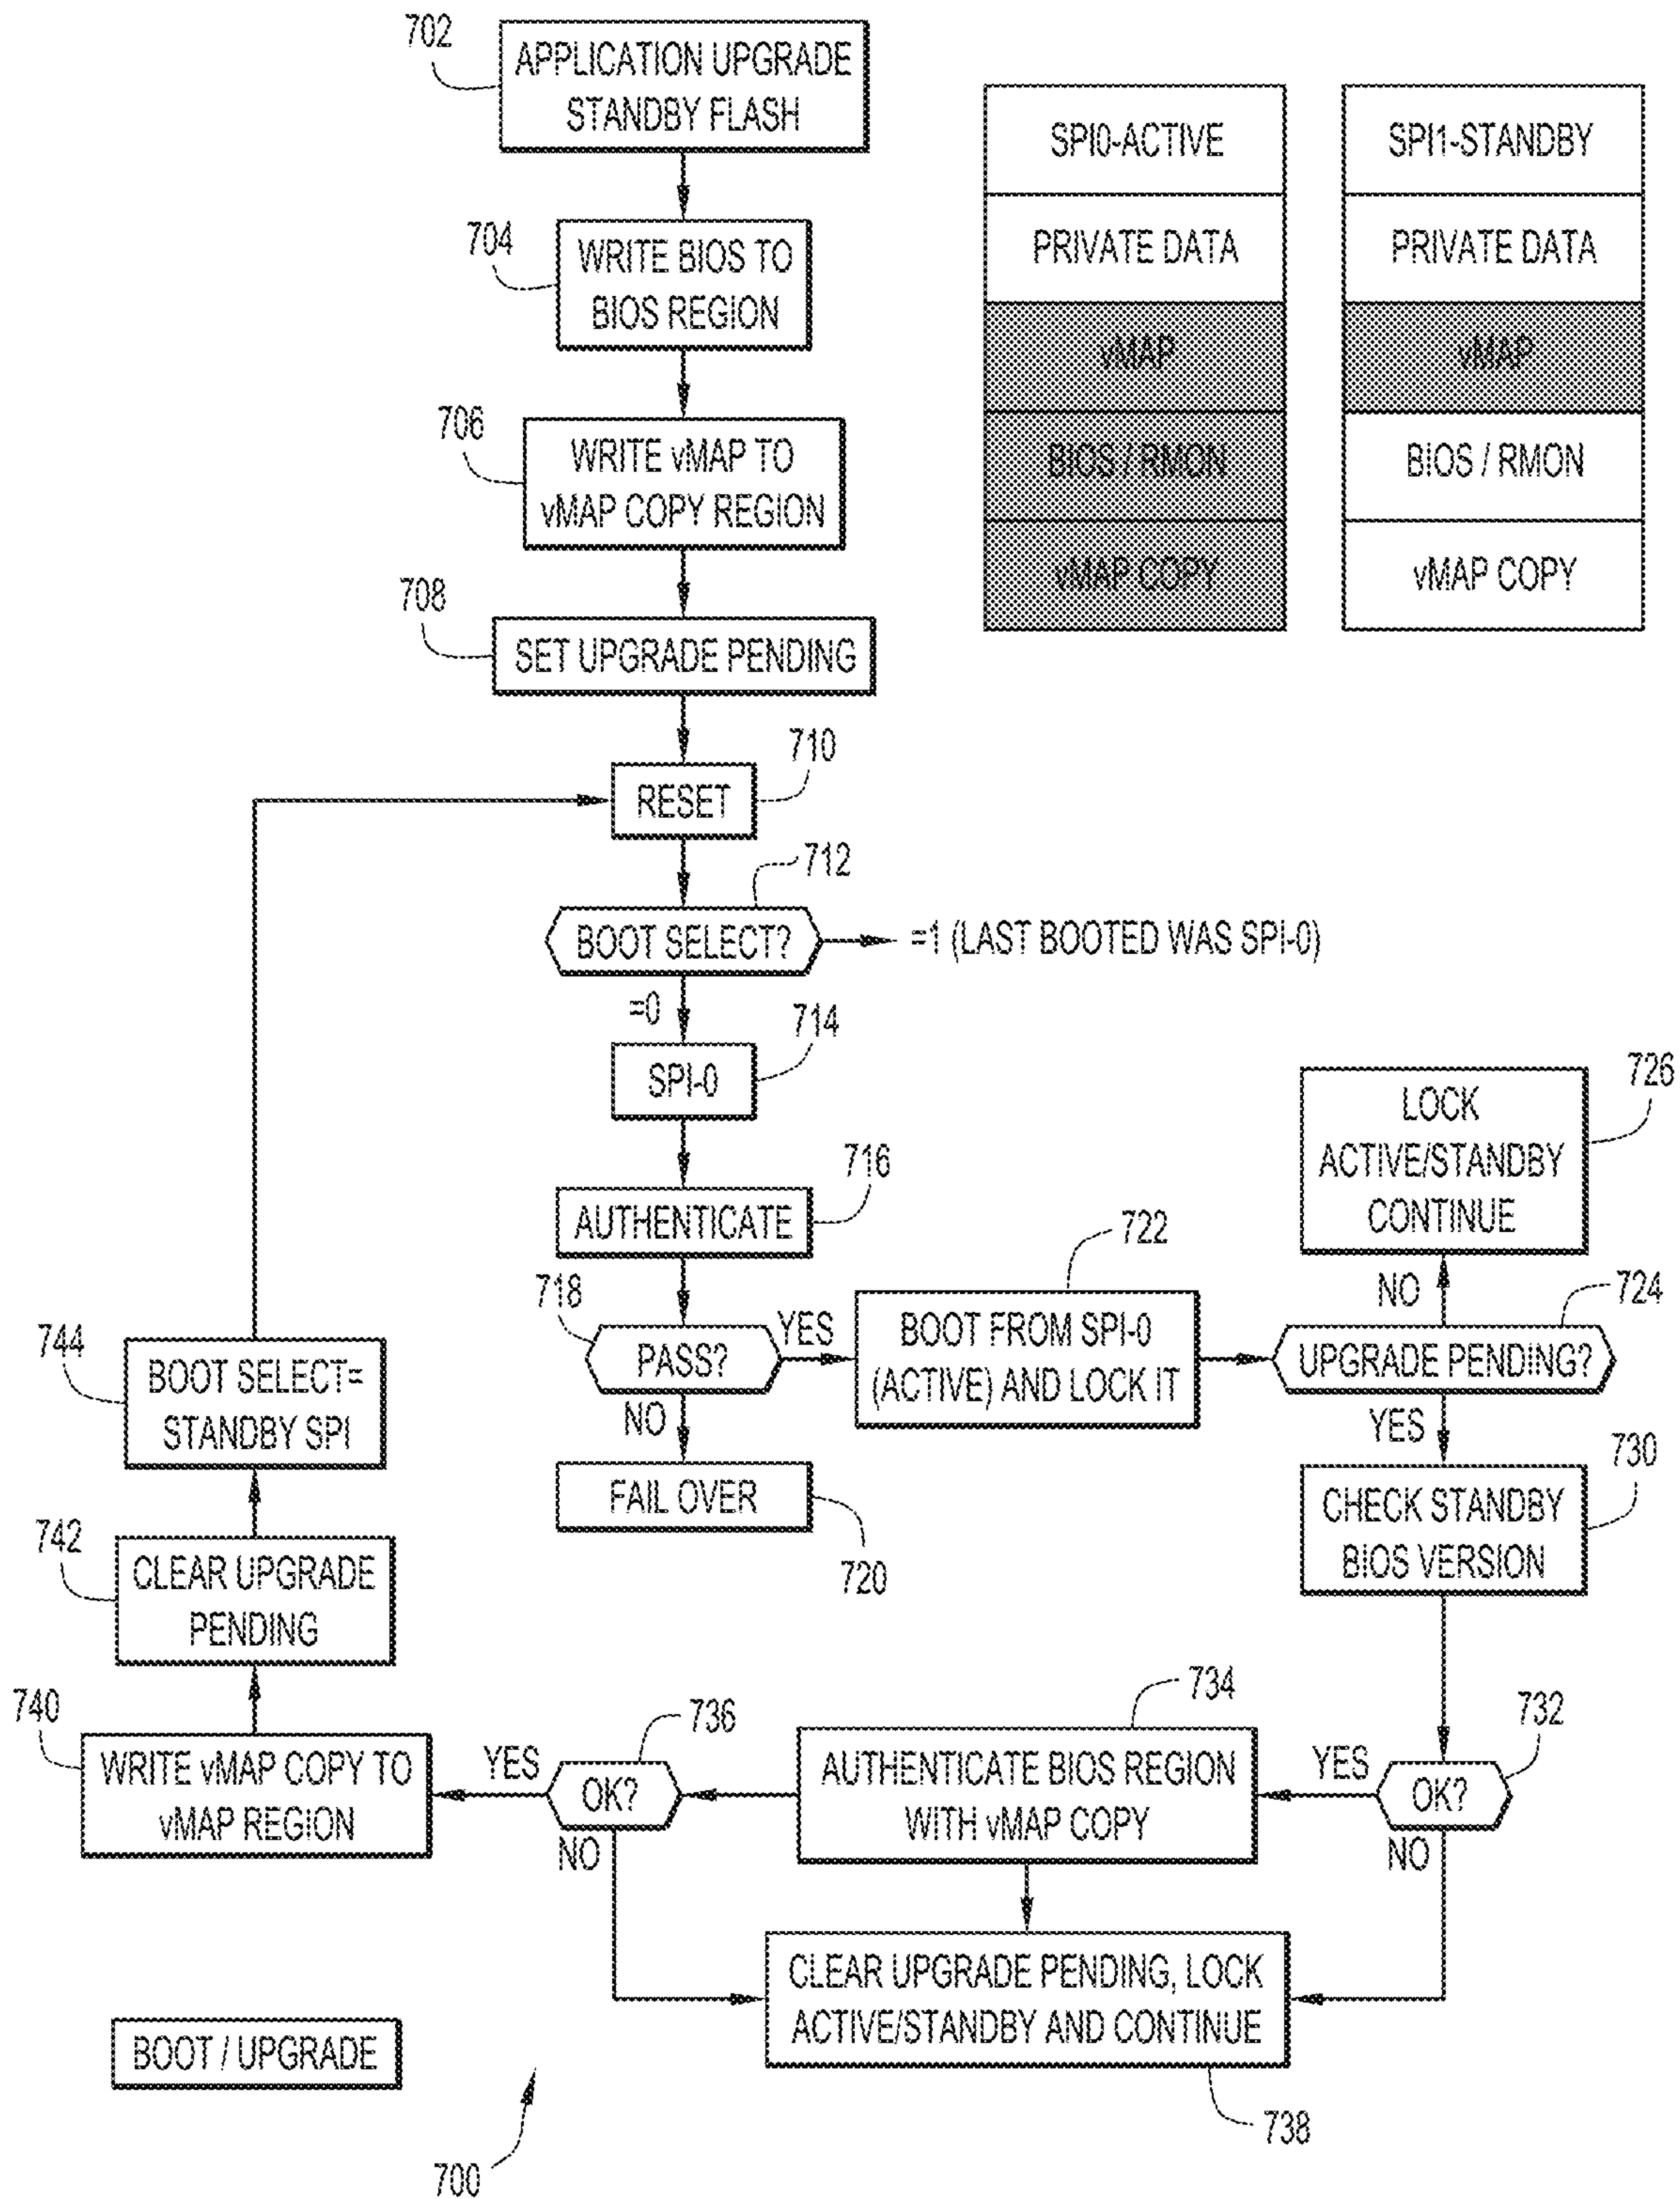 702
APPLICATION UPGRADE
STANDBY FLASH
SPI0-ACTIVE
PRIVATE DATA
vMAP
BIOS / RMON
vMAP COPY
SPI1-STANDBY
PRIVATE DATA
vMAP
BIOS / RMON
vMAP COPY
704
WRITE BIOS TO
BIOS REGION
706
WRITE vMAP TO
vMAP COPY REGION
708
SET UPGRADE PENDING
710
RESET
712
BOOT SELECT?
=1 (LAST BOOTED WAS SPI-0)
=0
714
SPI-0
716
AUTHENTICATE
718
PASS?
YES
NO
FAIL OVER
720
722
BOOT FROM SPI-0
(ACTIVE) AND LOCK IT
724
UPGRADE PENDING?
NO
726
LOCK
ACTIVE/STANDBY
CONTINUE
YES
730
CHECK STANDBY
BIOS VERSION
732
OK?
YES
NO
734
AUTHENTICATE BIOS REGION
WITH vMAP COPY
736
OK?
YES
NO
CLEAR UPGRADE PENDING, LOCK
ACTIVE/STANDBY AND CONTINUE
738
740
WRITE vMAP COPY TO
vMAP REGION
742
CLEAR UPGRADE
PENDING
744
BOOT SELECT=
STANDBY SPI
BOOT / UPGRADE
700